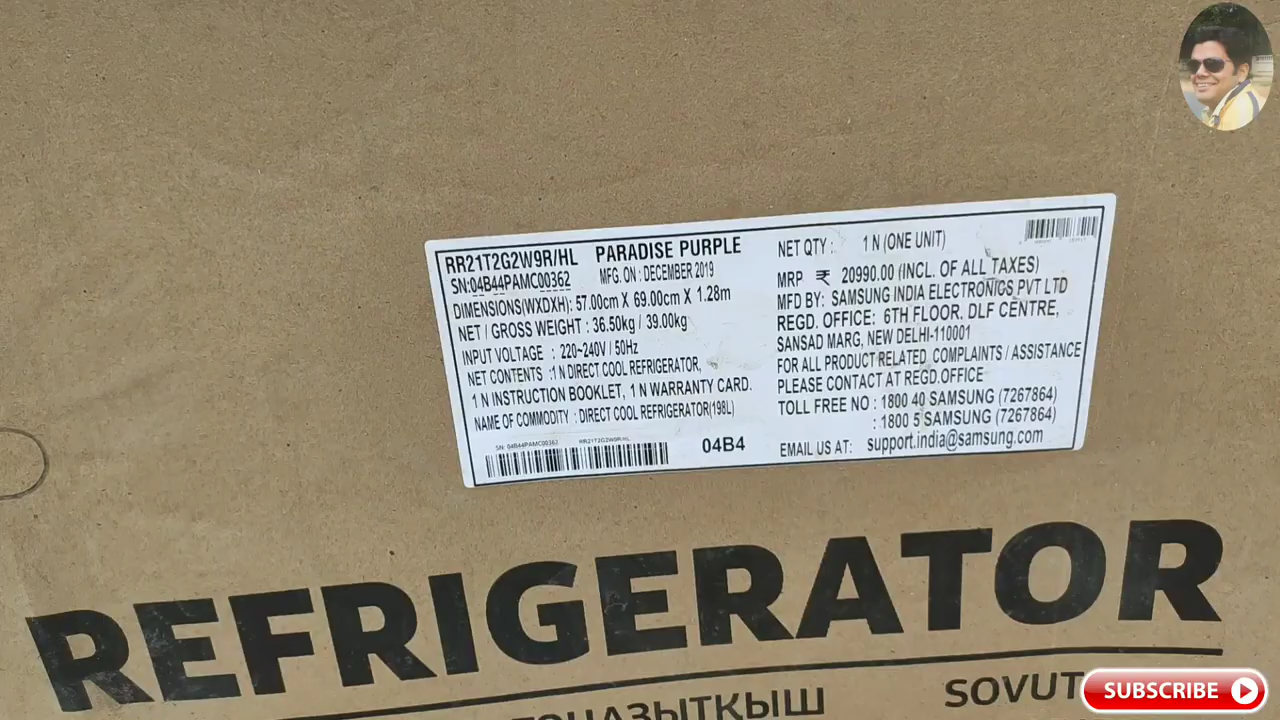 RR21T2G2W9R/HL PARADISE PURPLE
SN:04B44PAMC00362 MFG. ON : DECEMBER 2019
DIMENSIONS(WXDXH): 57.00cm X 69.00cm X 1.28m
NET / GROSS WEIGHT : 36.50kg / 39.00kg
INPUT VOLTAGE : 220~240V / 50Hz
NET CONTENTS :1 N DIRECT COOL REFRIGERATOR,
1 N INSTRUCTION BOOKLET, 1 N WARRANTY CARD.
NAME OF COMMODITY : DIRECT COOL REFRIGERATOR(198L)
SN: 04B44PAMC00362 RR21T2G2W9R/HL
04B4
NET QTY : 1 N (ONE UNIT)
MRP ₹ 20990.00 (INCL. OF ALL TAXES)
MFD BY: SAMSUNG INDIA ELECTRONICS PVT LTD
REGD. OFFICE: 6TH FLOOR, DLF CENTRE,
SANSAD MARG, NEW DELHI-110001
FOR ALL PRODUCT RELATED COMPLAINTS / ASSISTANCE
PLEASE CONTACT AT REGD.OFFICE
TOLL FREE NO : 1800 40 SAMSUNG (7267864)
: 1800 5 SAMSUNG (7267864)
EMAIL US AT: support.india@samsung.com
REFRIGERATOR
SUBSCRIBE